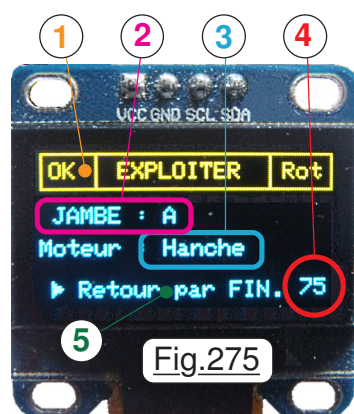 1 2 3 4
VCC GND SCL SDA
OK EXPLOITER Rot
JAMBE : A
Moteur : Hanche
▶ Retour par FIN. 75
5
Fig.275